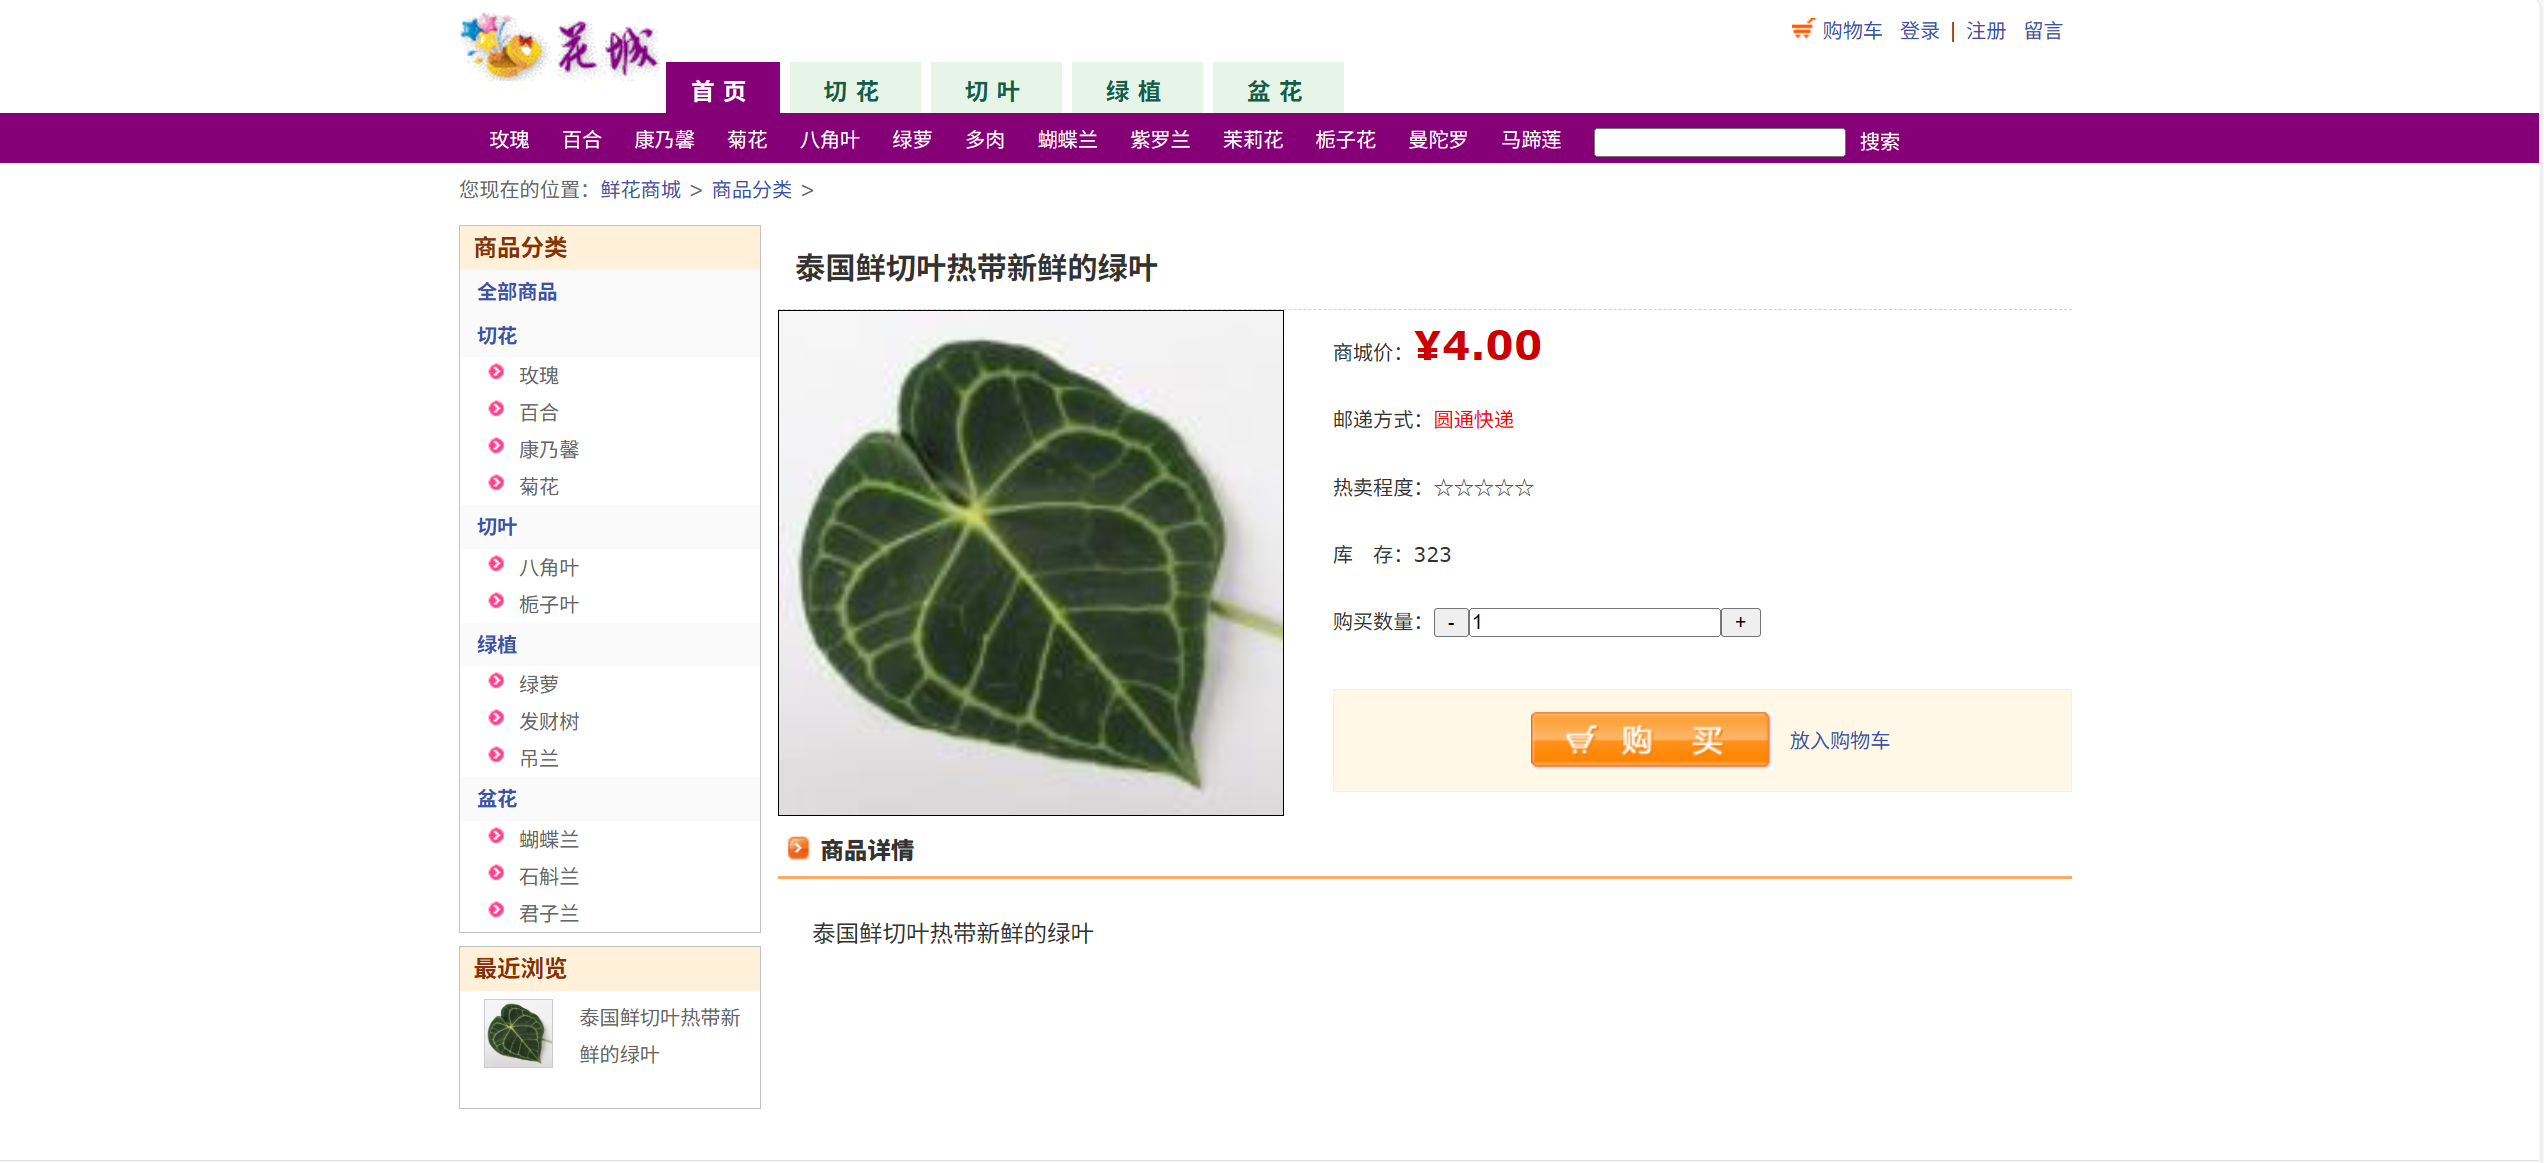 花城
购物车 登录 | 注册 留言
首页 切花 切叶 绿植 盆花
玫瑰 百合 康乃馨 菊花 八角叶 绿萝 多肉 蝴蝶兰 紫罗兰 茉莉花 栀子花 曼陀罗 马蹄莲 搜索
您现在的位置：鲜花商城 > 商品分类 >
商品分类
全部商品
切花
玫瑰
百合
康乃馨
菊花
切叶
八角叶
栀子叶
绿植
绿萝
发财树
吊兰
盆花
蝴蝶兰
石斛兰
君子兰
最近浏览
泰国鲜切叶热带新
鲜的绿叶
泰国鲜切叶热带新鲜的绿叶
商城价：¥4.00
邮递方式：圆通快递
热卖程度：☆☆☆☆☆
库 存：323
购买数量：- 1 +
购 买 放入购物车
商品详情
泰国鲜切叶热带新鲜的绿叶